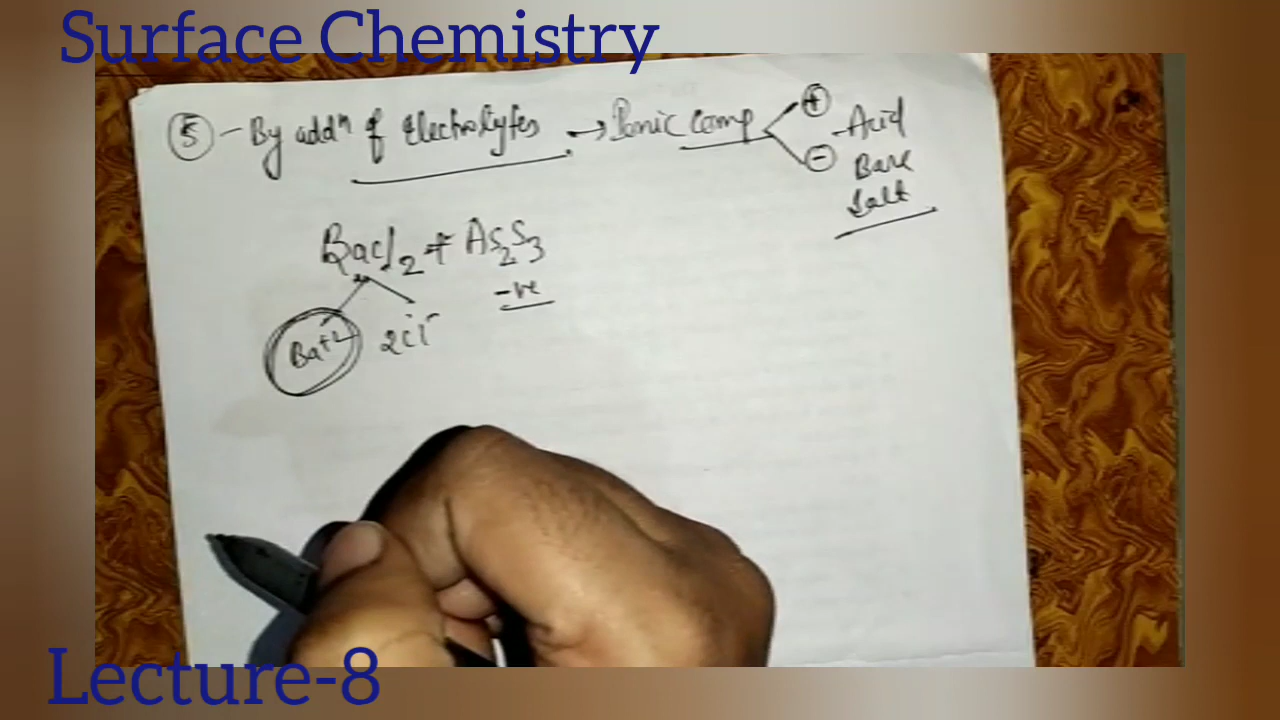 Surface Chemistry
⑤ - By addⁿ of Electrolytes → Ionic comp ⊕ Acid
⊖ Base
Salt
BaCl2 + As2S3
-ve
Ba+2 2Cl-
Lecture-8